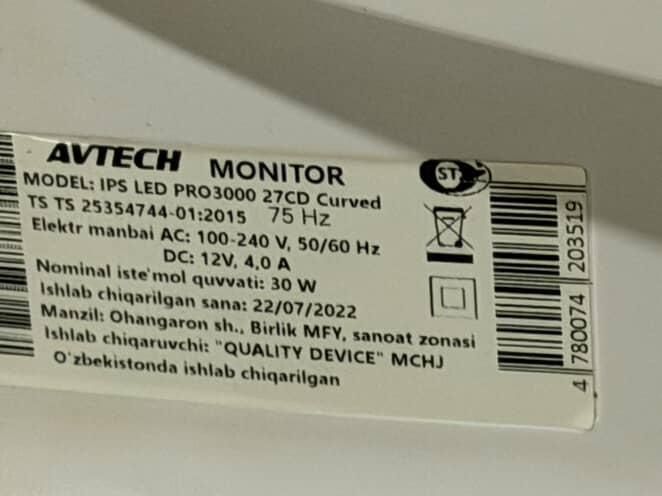 AVTECH MONITOR
MODEL: IPS LED PRO3000 27CD Curved
TS TS 25354744-01:2015 75 Hz
Elektr manbai AC: 100-240 V, 50/60 Hz
DC: 12V, 4,0 A
Nominal iste'mol quvvati: 30 W
Ishlab chiqarilgan sana: 22/07/2022
Manzil: Ohangaron sh., Birlik MFY, sanoat zonasi
Ishlab chiqaruvchi: "QUALITY DEVICE" MCHJ
O'zbekistonda ishlab chiqarilgan
ST
4 780074 203519